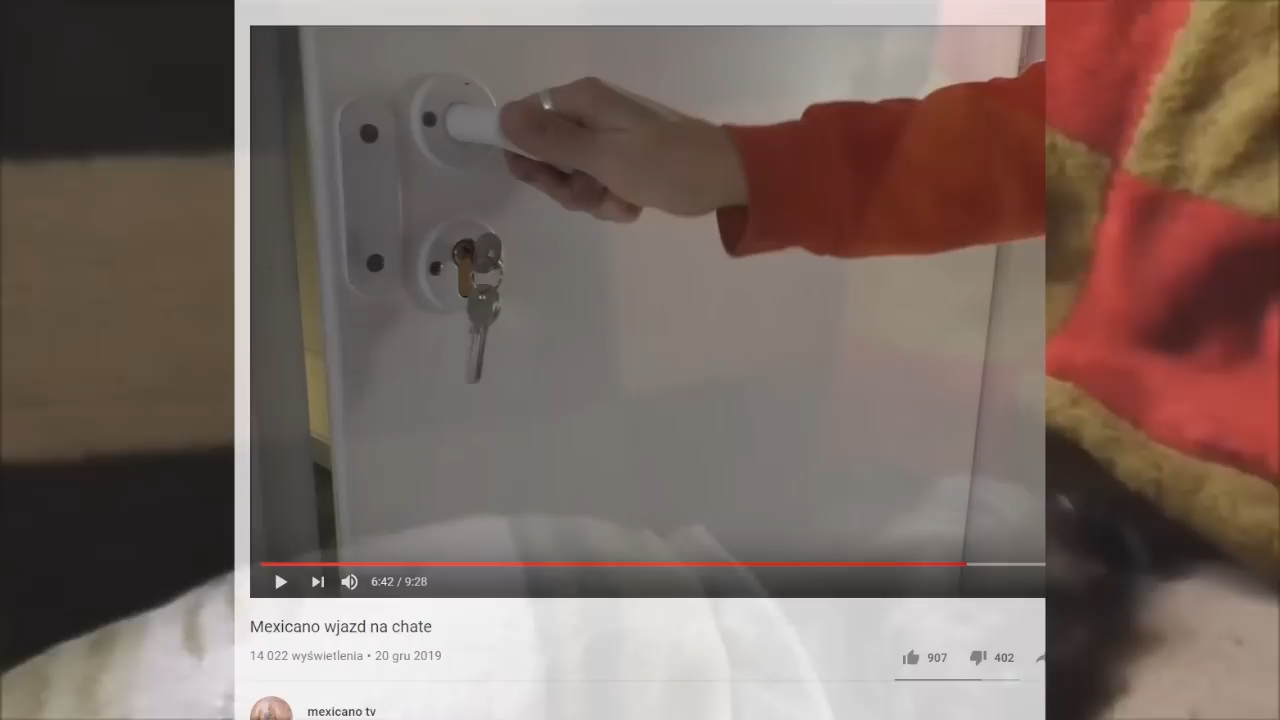 6:42 / 9:28
Mexicano wjazd na chate
14 022 wyświetlenia • 20 gru 2019
907
402
mexicano tv